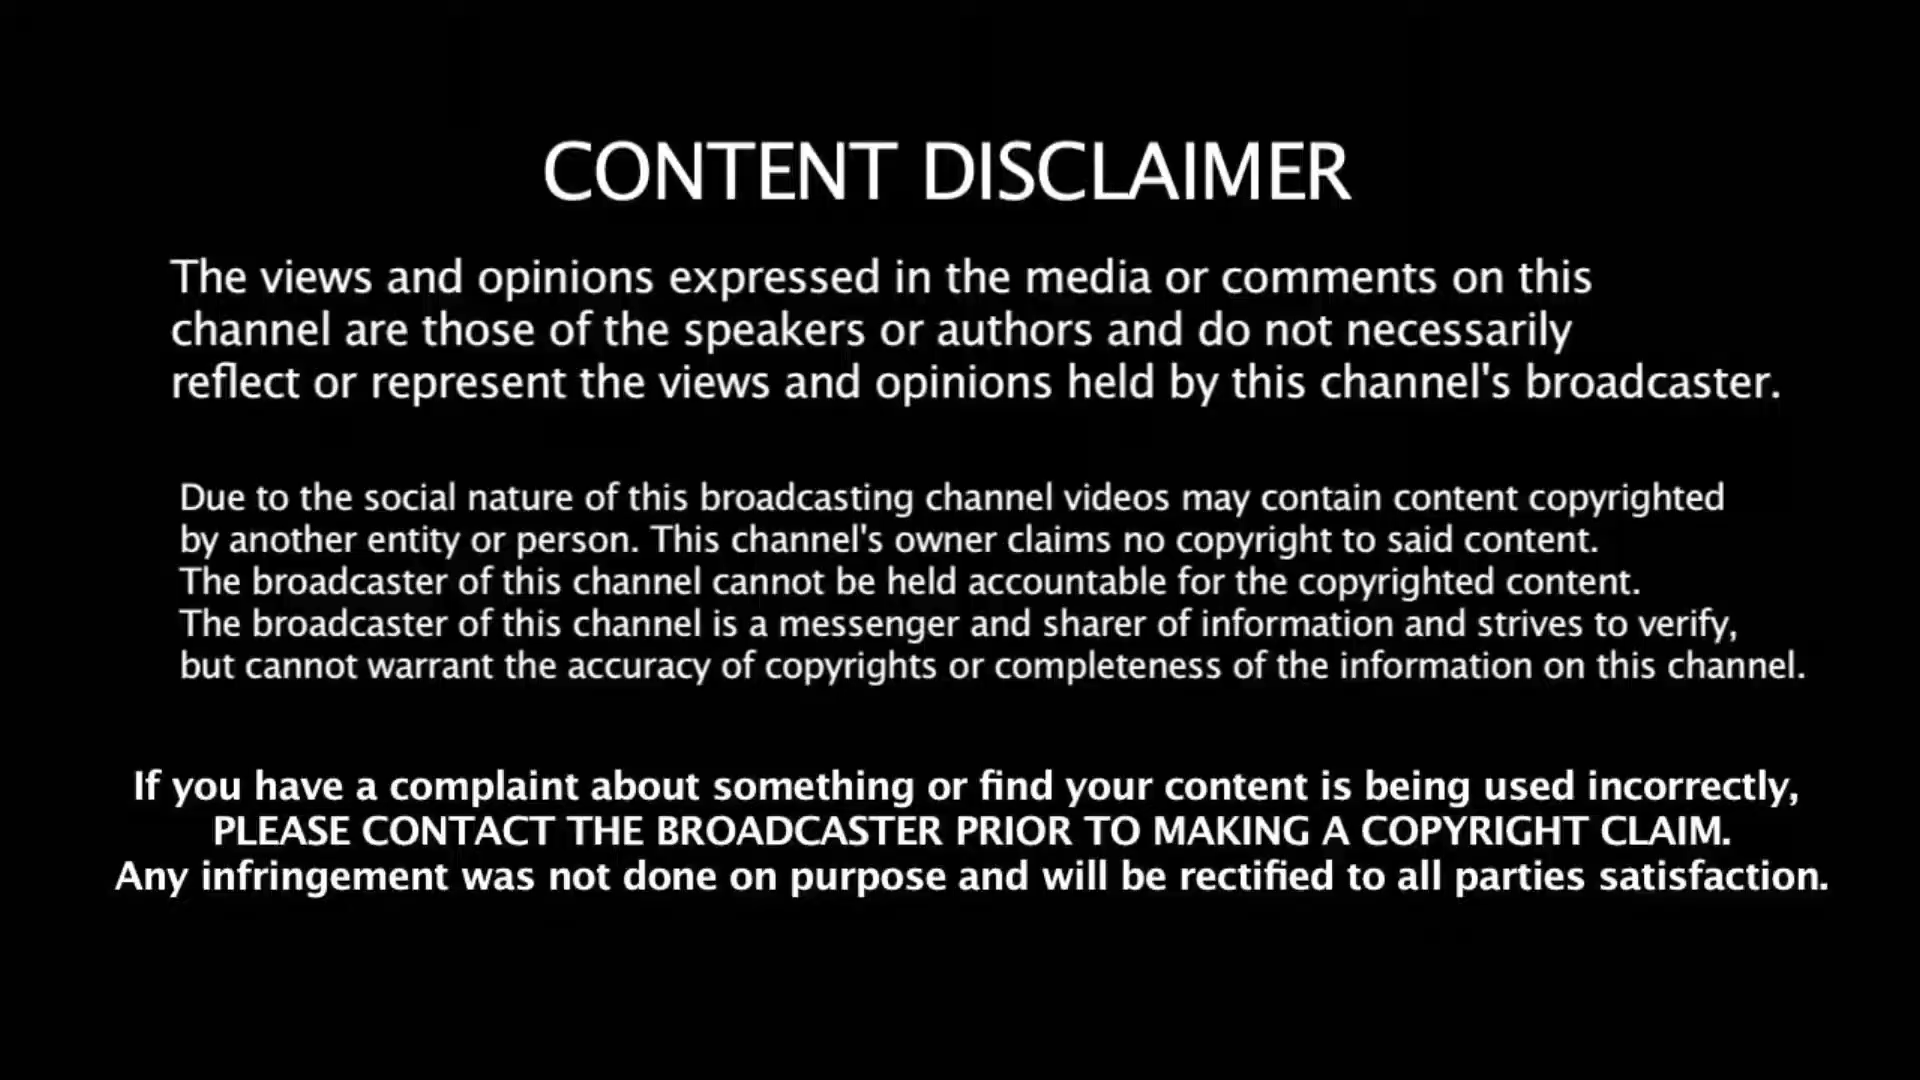 CONTENT DISCLAIMER
The views and opinions expressed in the media or comments on this
channel are those of the speakers or authors and do not necessarily
reflect or represent the views and opinions held by this channel's broadcaster.
Due to the social nature of this broadcasting channel videos may contain content copyrighted
by another entity or person. This channel's owner claims no copyright to said content.
The broadcaster of this channel cannot be held accountable for the copyrighted content.
The broadcaster of this channel is a messenger and sharer of information and strives to verify,
but cannot warrant the accuracy of copyrights or completeness of the information on this channel.
If you have a complaint about something or find your content is being used incorrectly,
PLEASE CONTACT THE BROADCASTER PRIOR TO MAKING A COPYRIGHT CLAIM.
Any infringement was not done on purpose and will be rectified to all parties satisfaction.